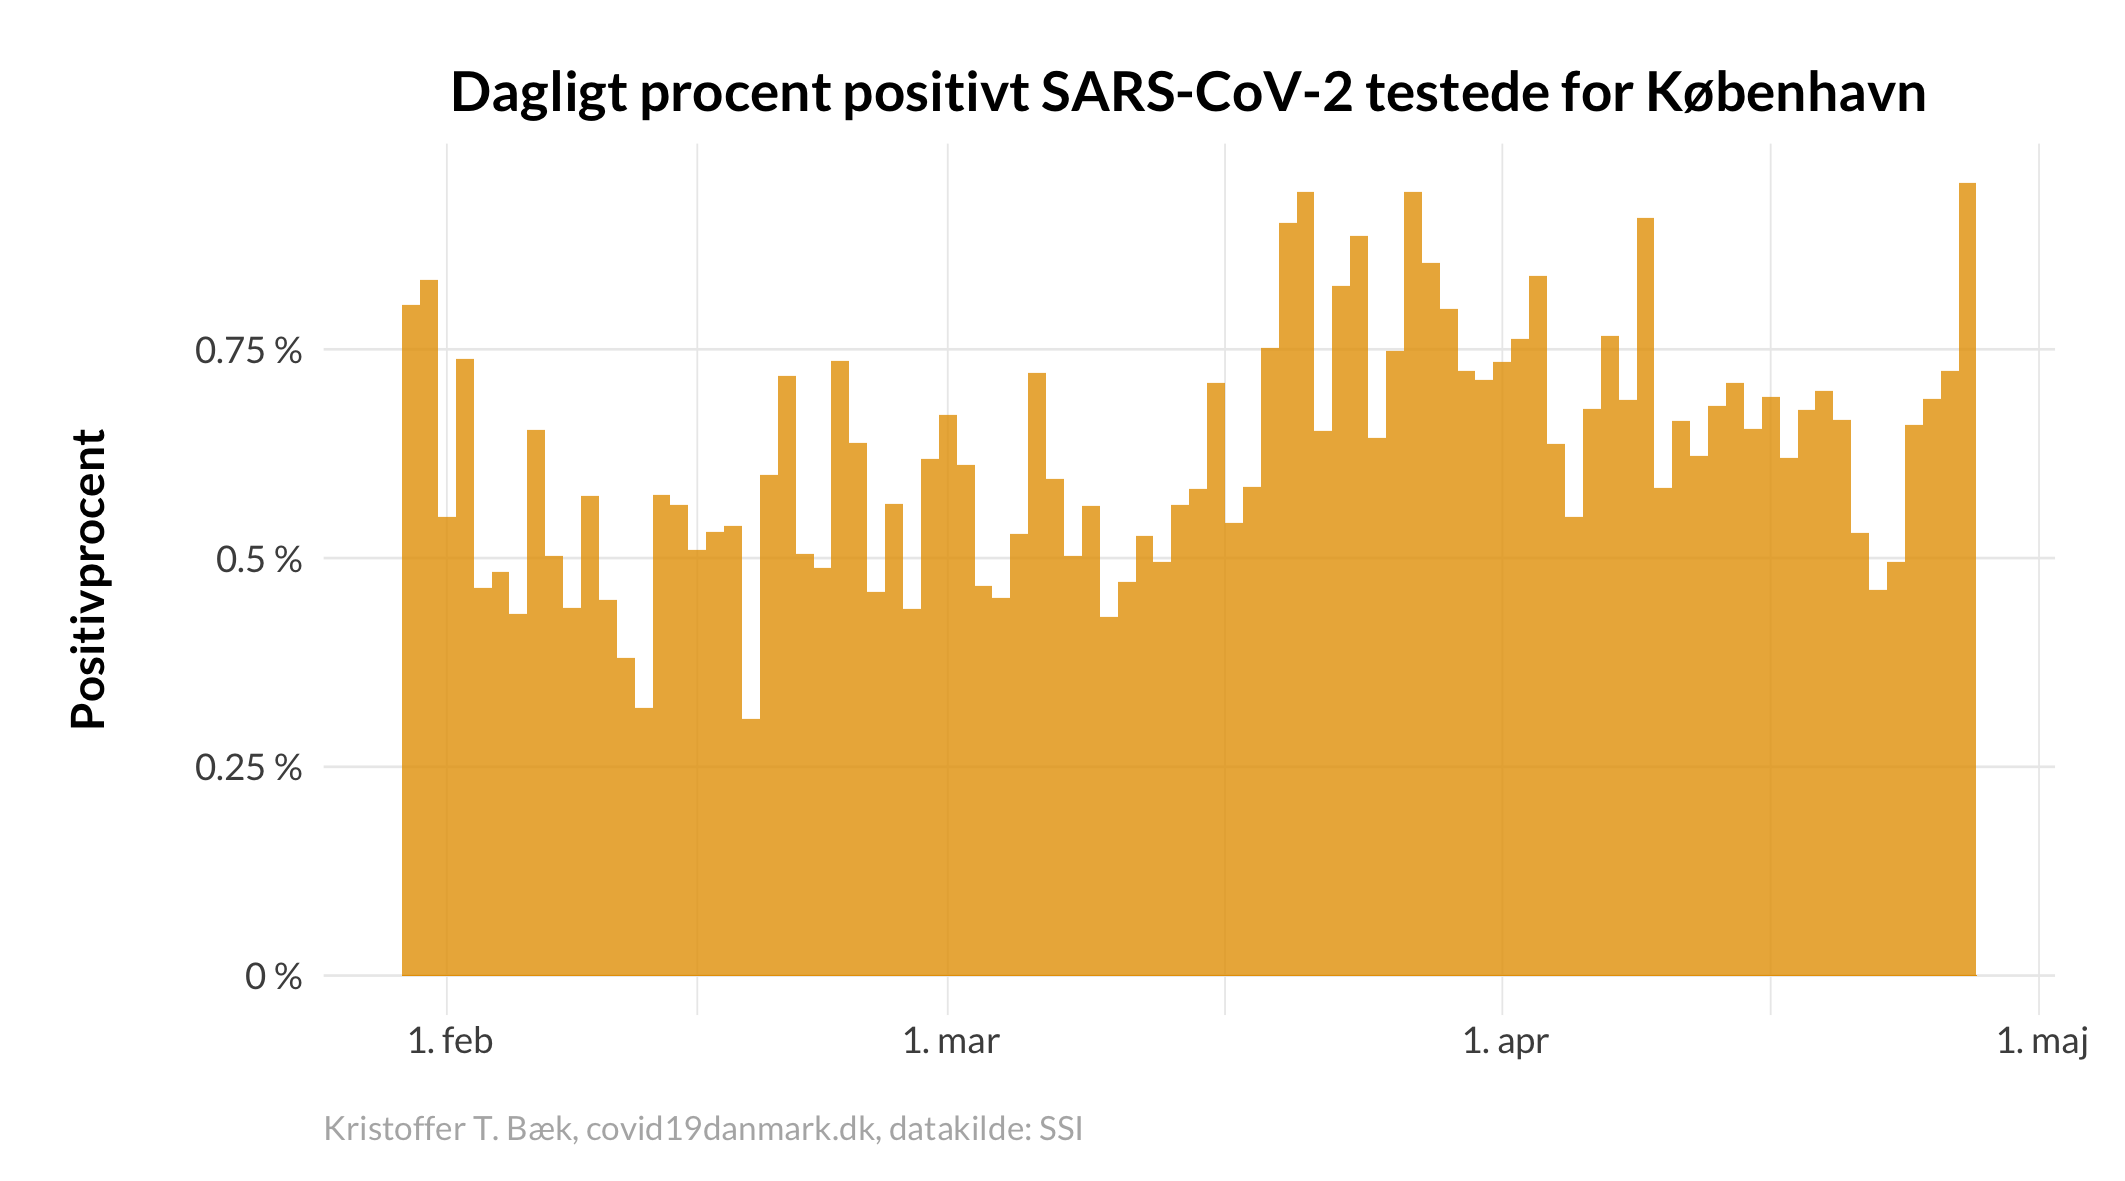 Dagligt procent positivt SARS-CoV-2 testede for København
Positivprocent
0.75 %
0.5 %
0.25 %
0 %
1. feb
1. mar
1. apr
1. maj
Kristoffer T. Bæk, covid19danmark.dk, datakilde: SSI